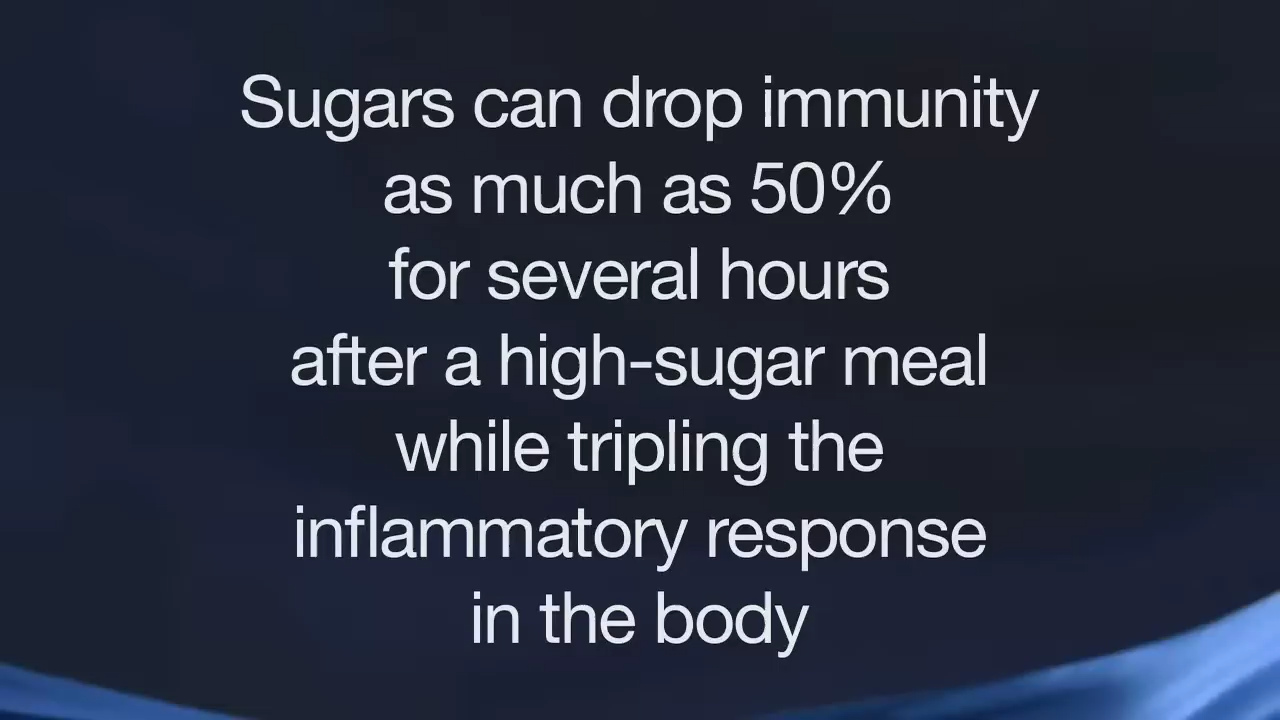 Sugars can drop immunity
as much as 50%
for several hours
after a high-sugar meal
while tripling the
inflammatory response
in the body